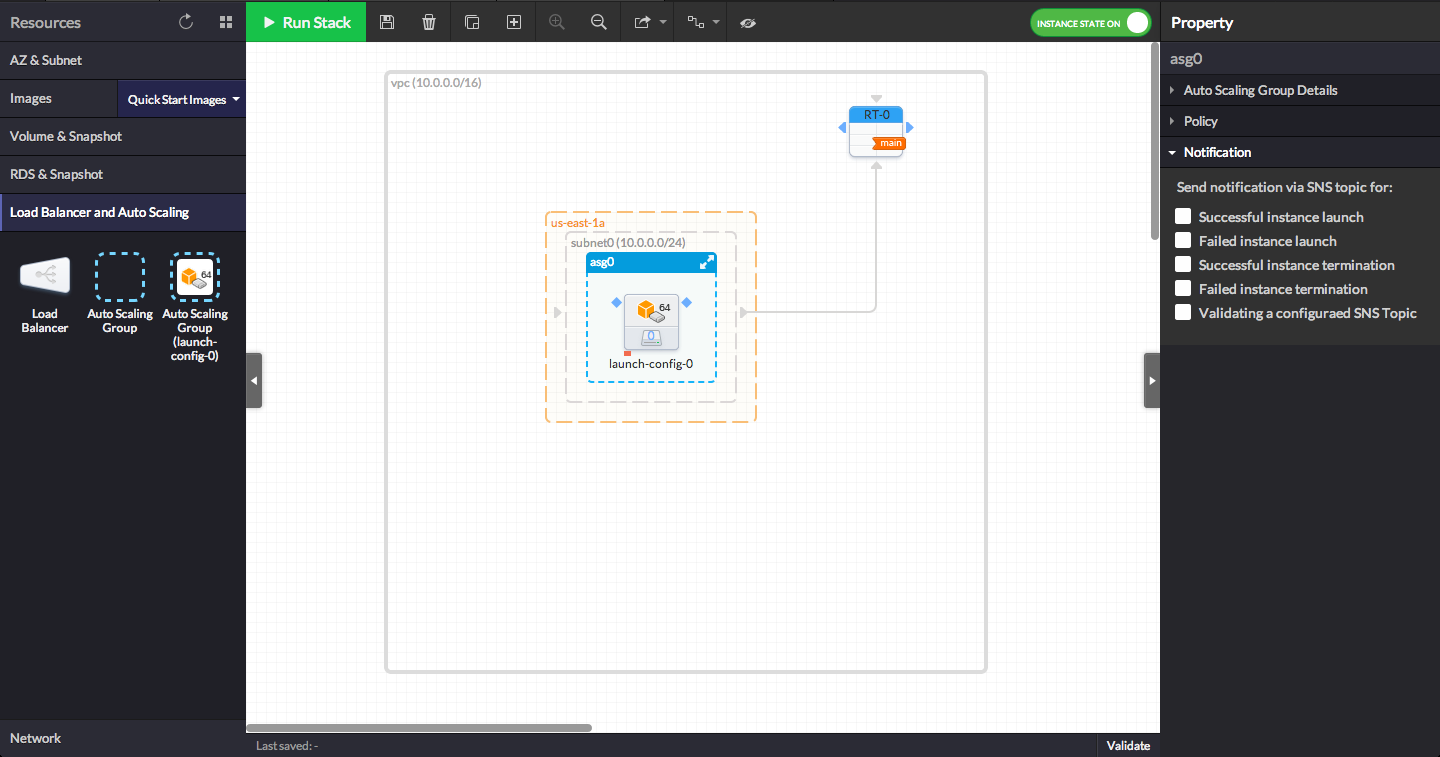 Resources
Run Stack
INSTANCE STATE ON
Property
AZ & Subnet
Images
Quick Start Images
Volume & Snapshot
RDS & Snapshot
Load Balancer and Auto Scaling
64
Load
Balancer
Auto Scaling
Group
Auto Scaling
Group
(launch-
config-0)
Network
vpc (10.0.0.0/16)
RT-0
main
us-east-1a
subnet0 (10.0.0.0/24)
asg0
64
0
launch-config-0
Last saved: -
Validate
asg0
Auto Scaling Group Details
Policy
Notification
Send notification via SNS topic for:
Successful instance launch
Failed instance launch
Successful instance termination
Failed instance termination
Validating a configuraed SNS Topic